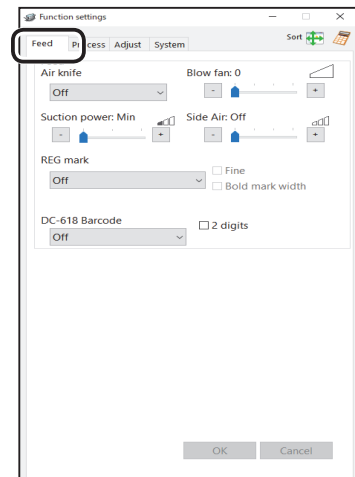 Function settings
Sort
Feed Process Adjust System
Air knife Blow fan: 0
Off - +
Suction power: Min Side Air: Off
- + - +
REG mark
Off Fine
Bold mark width
DC-618 Barcode
Off 2 digits
OK Cancel